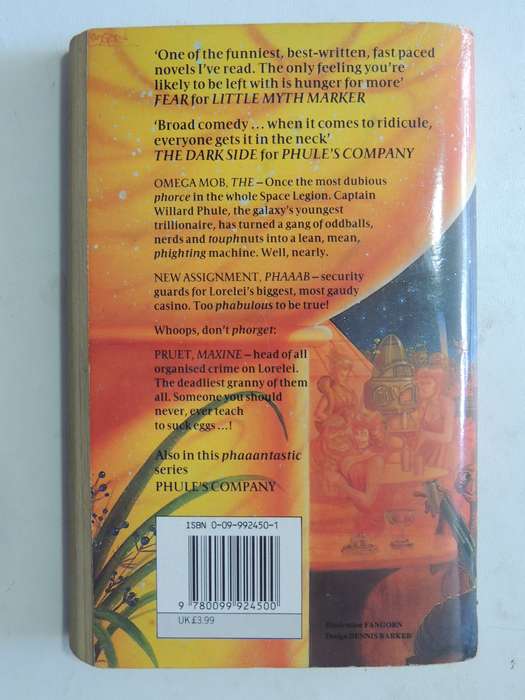 'One of the funniest, best-written, fast paced
novels I've read. The only feeling you're
likely to be left with is hunger for more'
FEAR for LITTLE MYTH MARKER
'Broad comedy ... when it comes to ridicule,
everyone gets it in the neck'
THE DARK SIDE for PHULE'S COMPANY
OMEGA MOB, THE – Once the most dubious
phorce in the whole Space Legion. Captain
Willard Phule, the galaxy's youngest
trillionaire, has turned a gang of oddballs,
nerds and touphnuts into a lean, mean,
phighting machine. Well, nearly.
NEW ASSIGNMENT, PHAAAB – security
guards for Lorelei's biggest, most gaudy
casino. Too phabulous to be true!
Whoops, don't phorget:
PRUET, MAXINE – head of all
organised crime on Lorelei.
The deadliest granny of them
all. Someone you should
never, ever teach
to suck eggs ...!
Also in this phaaantastic
series
PHULE'S COMPANY
ISBN 0-09-992450-1
9 780099 924500
UK £3.99
Illustration FANGORN
Design DENNIS BARKER